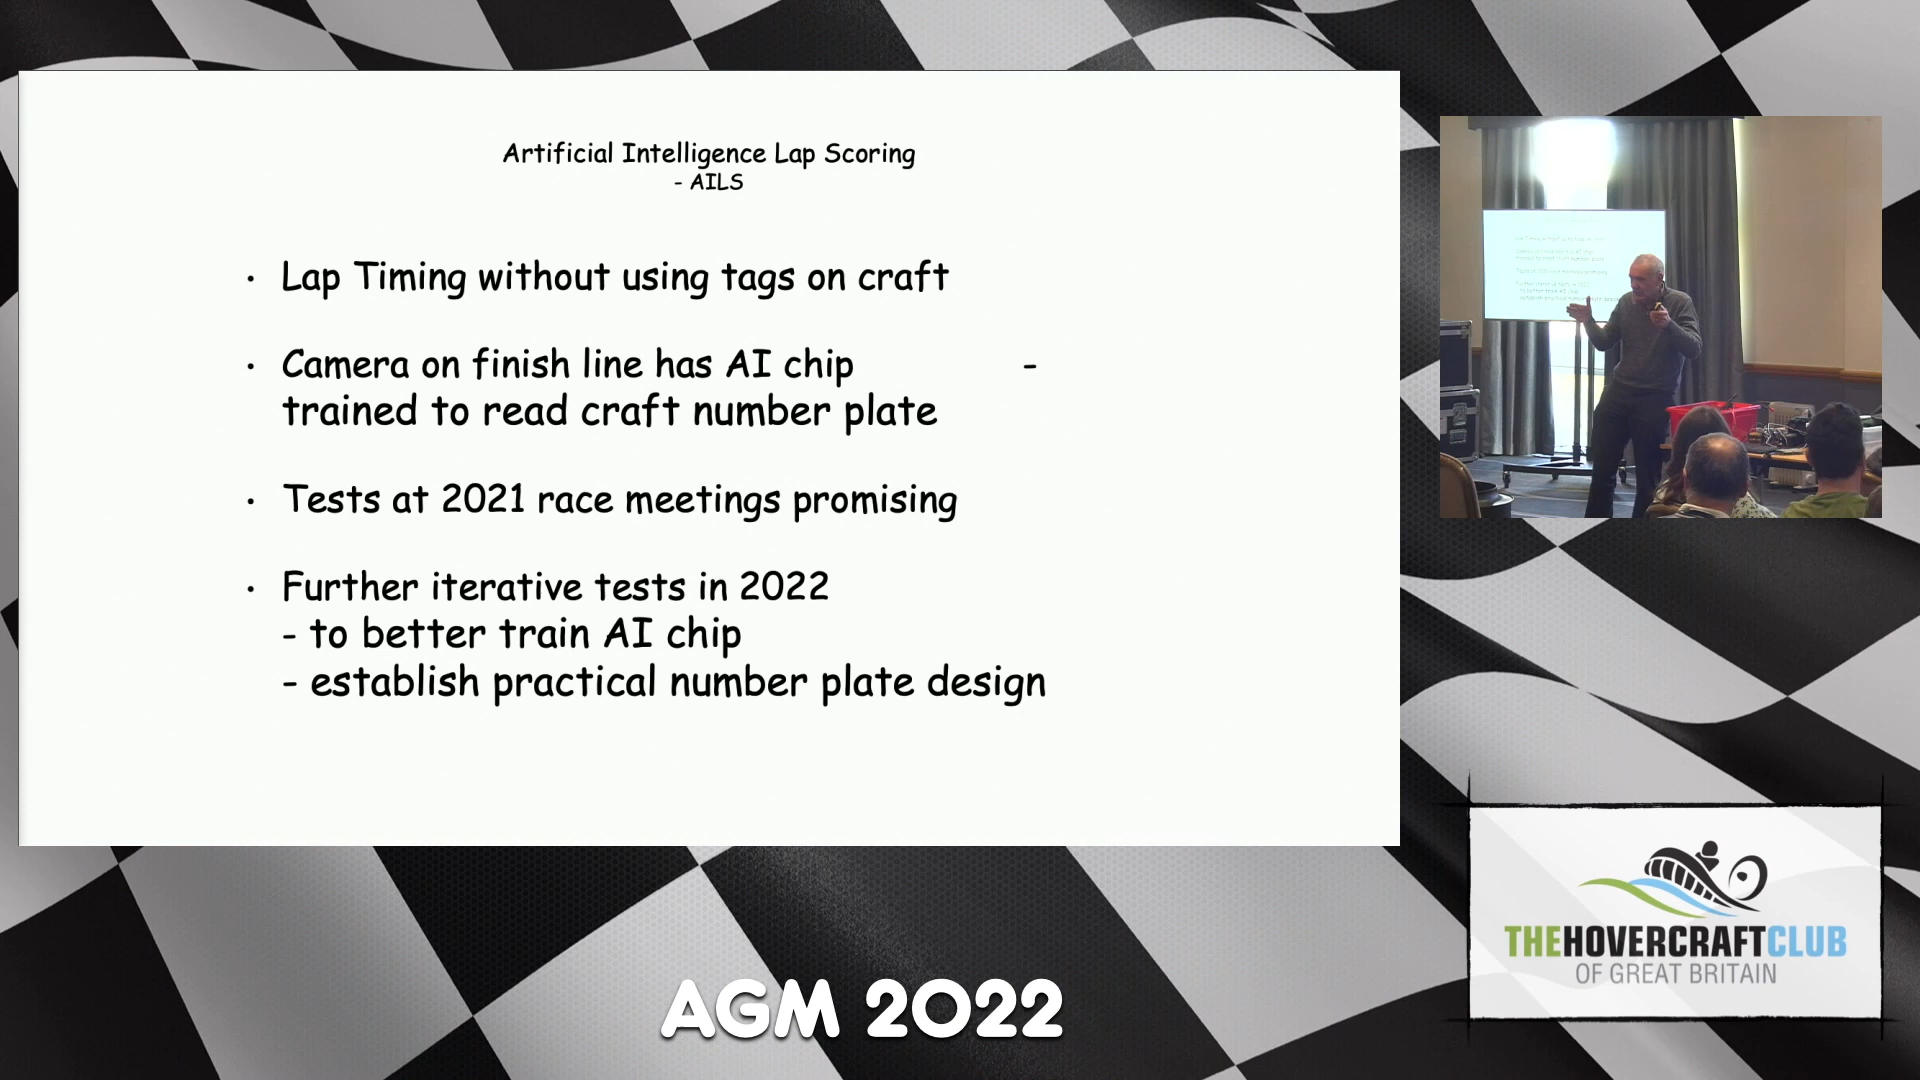 Artificial Intelligence Lap Scoring
- AILS
· Lap Timing without using tags on craft
· Camera on finish line has AI chip -
trained to read craft number plate
· Tests at 2021 race meetings promising
· Further iterative tests in 2022
- to better train AI chip
- establish practical number plate design
THEHOVERCRAFTCLUB
OF GREAT BRITAIN
AGM 2022